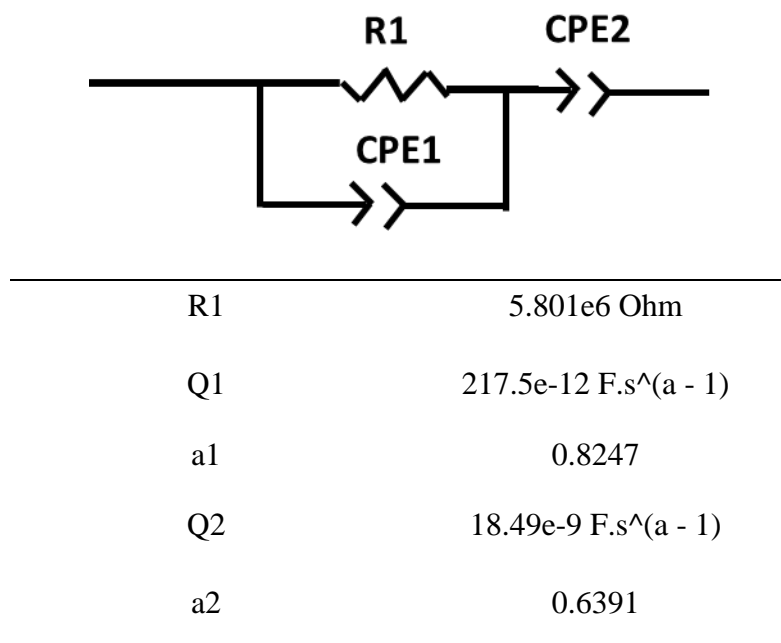 R1 CPE2
CPE1
R1 5.801e6 Ohm
Q1 217.5e-12 F.s^(a - 1)
a1 0.8247
Q2 18.49e-9 F.s^(a - 1)
a2 0.6391